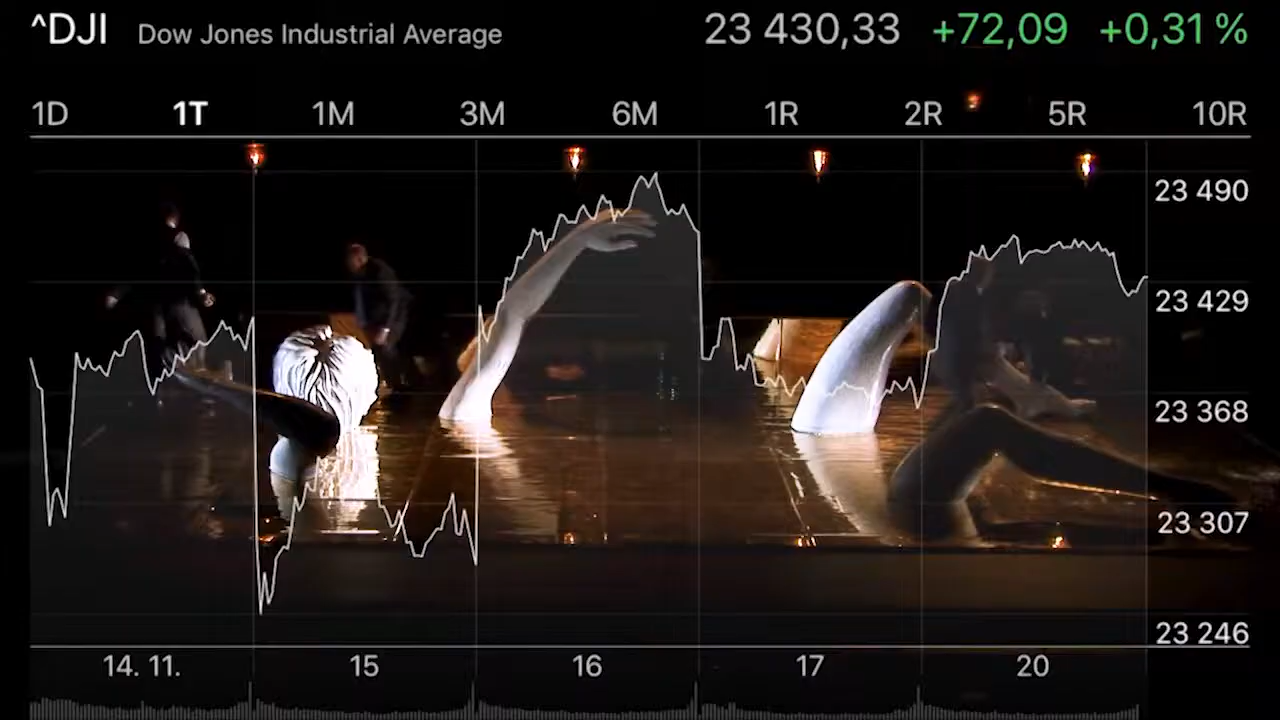 ^DJI Dow Jones Industrial Average 23 430,33 +72,09 +0,31 %
1D 1T 1M 3M 6M 1R 2R 5R 10R
23 490
23 429
23 368
23 307
23 246
14. 11. 15 16 17 20